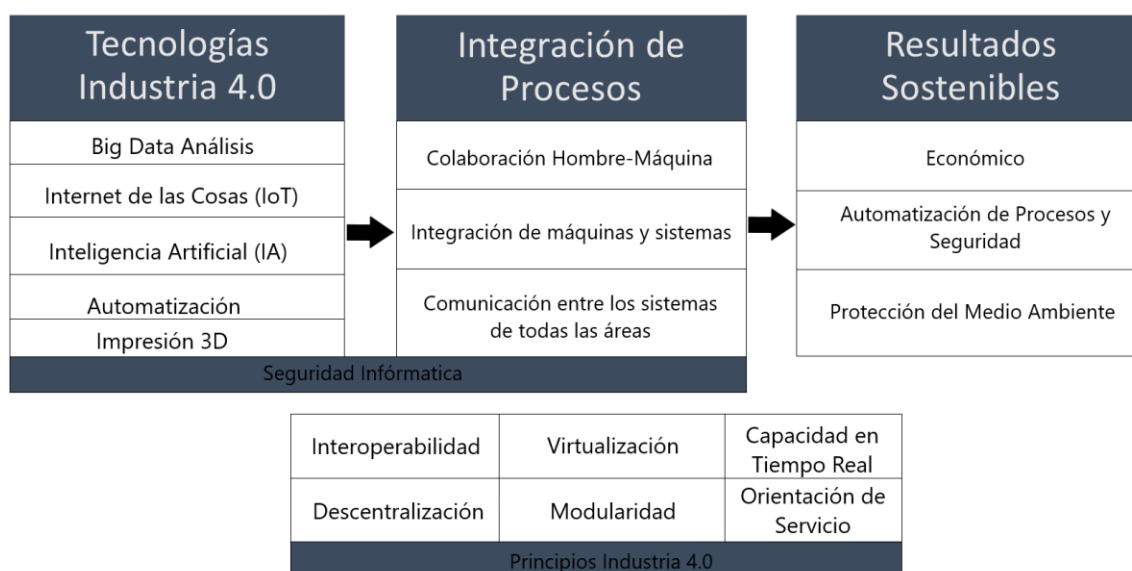 Tecnologías
Industria 4.0
Big Data Análisis
Internet de las Cosas (IoT)
Inteligencia Artificial (IA)
Automatización
Impresión 3D
Integración de
Procesos
Colaboración Hombre-Máquina
Integración de máquinas y sistemas
Comunicación entre los sistemas
de todas las áreas
Seguridad Infórmatica
Resultados
Sostenibles
Económico
Automatización de Procesos y
Seguridad
Protección del Medio Ambiente
Interoperabilidad
Virtualización
Capacidad en
Tiempo Real
Descentralización
Modularidad
Orientación de
Servicio
Principios Industria 4.0